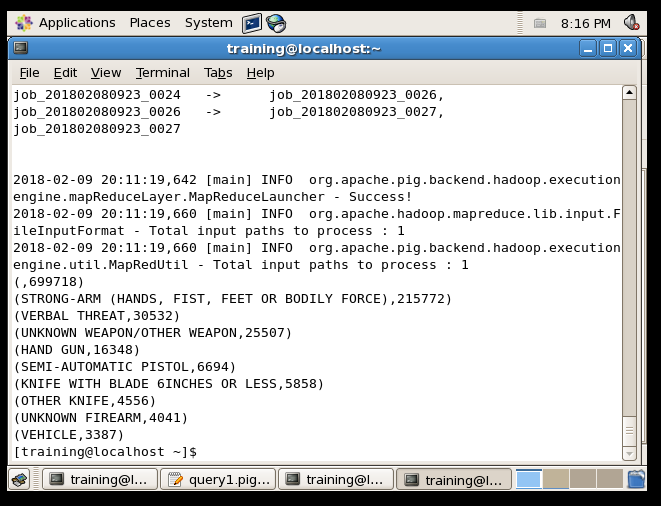 Applications Places System 8:16 PM
training@localhost:~
File Edit View Terminal Tabs Help
job_201802080923_0024 -> job_201802080923_0026,
job_201802080923_0026 -> job_201802080923_0027,
job_201802080923_0027
2018-02-09 20:11:19,642 [main] INFO org.apache.pig.backend.hadoop.execution
engine.mapReduceLayer.MapReduceLauncher - Success!
2018-02-09 20:11:19,660 [main] INFO org.apache.hadoop.mapreduce.lib.input.F
ileInputFormat - Total input paths to process : 1
2018-02-09 20:11:19,660 [main] INFO org.apache.pig.backend.hadoop.execution
engine.util.MapRedUtil - Total input paths to process : 1
(,699718)
(STRONG-ARM (HANDS, FIST, FEET OR BODILY FORCE),215772)
(VERBAL THREAT,30532)
(UNKNOWN WEAPON/OTHER WEAPON,25507)
(HAND GUN,16348)
(SEMI-AUTOMATIC PISTOL,6694)
(KNIFE WITH BLADE 6INCHES OR LESS,5858)
(OTHER KNIFE,4556)
(UNKNOWN FIREARM,4041)
(VEHICLE,3387)
[training@localhost ~]$
training@l... query1.pig... training@l... training@l...